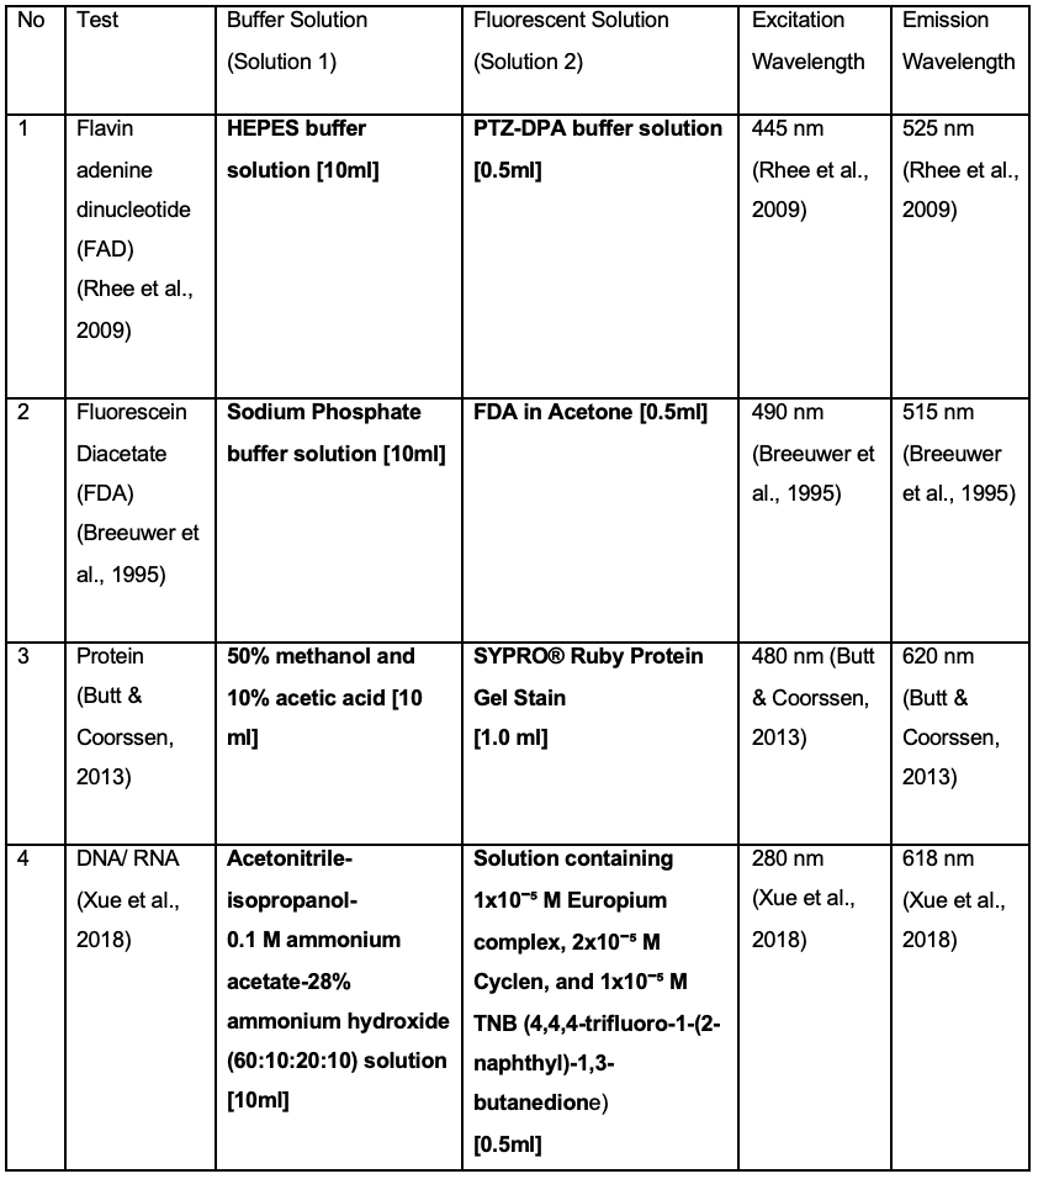 No
Test
Buffer Solution
(Solution 1)
Fluorescent Solution
(Solution 2)
Excitation
Wavelength
Emission
Wavelength
1
Flavin
adenine
dinucleotide
(FAD)
(Rhee et al.,
2009)
HEPES buffer
solution [10ml]
PTZ-DPA buffer solution
[0.5ml]
445 nm
(Rhee et al.,
2009)
525 nm
(Rhee et al.,
2009)
2
Fluorescein
Diacetate
(FDA)
(Breeuwer et
al., 1995)
Sodium Phosphate
buffer solution [10ml]
FDA in Acetone [0.5ml]
490 nm
(Breeuwer et
al., 1995)
515 nm
(Breeuwer
et al., 1995)
3
Protein
(Butt &
Coorssen,
2013)
50% methanol and
10% acetic acid [10
ml]
SYPRO® Ruby Protein
Gel Stain
[1.0 ml]
480 nm (Butt
& Coorssen,
2013)
620 nm
(Butt &
Coorssen,
2013)
4
DNA/ RNA
(Xue et al.,
2018)
Acetonitrile-
isopropanol-
0.1 M ammonium
acetate-28%
ammonium hydroxide
(60:10:20:10) solution
[10ml]
Solution containing
1x10⁻⁵ M Europium
complex, 2x10⁻⁵ M
Cyclen, and 1x10⁻⁵ M
TNB (4,4,4-trifluoro-1-(2-
naphthyl)-1,3-
butanedione)
[0.5ml]
280 nm
(Xue et al.,
2018)
618 nm
(Xue et al.,
2018)